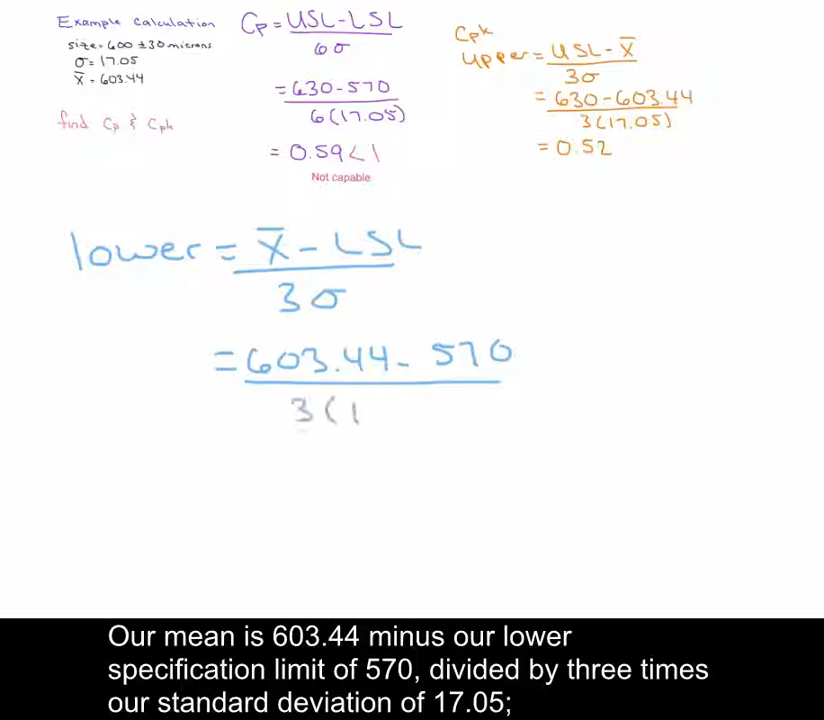 Example Calculation
size = 600 ± 30 microns
σ = 17.05
x̄ = 603.44
find Cp & Cpk
Cp = USL - LSL
6σ
= 630 - 570
6(17.05)
= 0.59 < 1
Not capable
Cpk
Upper = USL - x̄
3σ
= 630 - 603.44
3(17.05)
= 0.52
lower = x̄ - LSL
3σ
= 603.44 - 570
3(1
Our mean is 603.44 minus our lower
specification limit of 570, divided by three times
our standard deviation of 17.05;